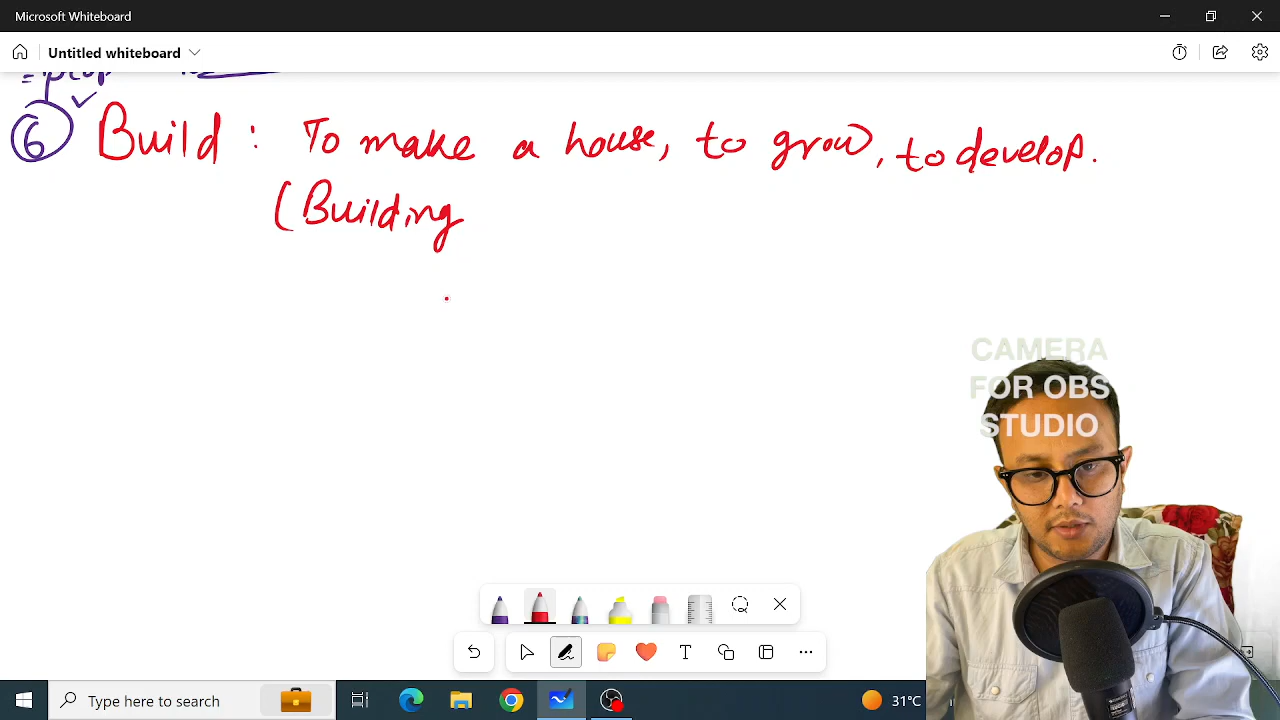 Microsoft Whiteboard
Untitled whiteboard
6 Build : To make a house, to grow, to develop.
(Building
CAMERA
FOR OBS
STUDIO
T
Type here to search
31°C